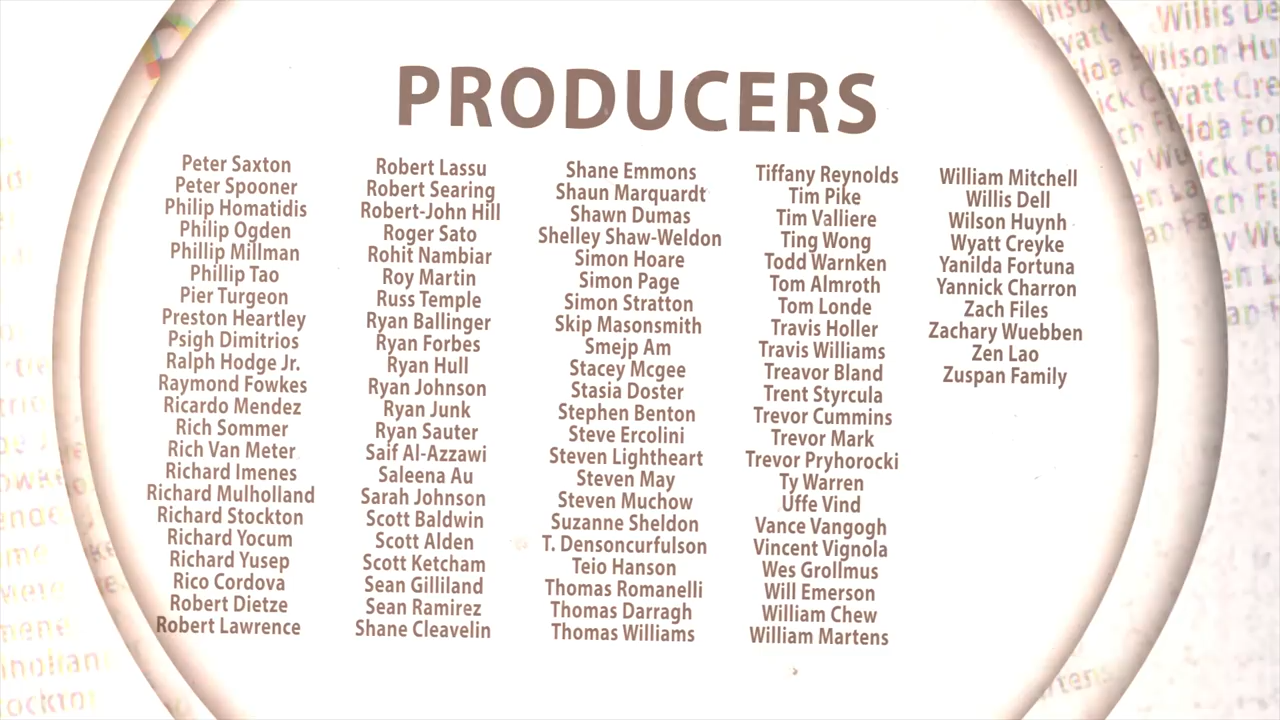 PRODUCERS
Peter Saxton
Peter Spooner
Philip Homatidis
Philip Ogden
Phillip Millman
Phillip Tao
Pier Turgeon
Preston Heartley
Psigh Dimitrios
Ralph Hodge Jr.
Raymond Fowkes
Ricardo Mendez
Rich Sommer
Rich Van Meter
Richard Imenes
Richard Mulholland
Richard Stockton
Richard Yocum
Richard Yusep
Rico Cordova
Robert Dietze
Robert Lawrence
Robert Lassu
Robert Searing
Robert-John Hill
Roger Sato
Rohit Nambiar
Roy Martin
Russ Temple
Ryan Ballinger
Ryan Forbes
Ryan Hull
Ryan Johnson
Ryan Junk
Ryan Sauter
Saif Al-Azzawi
Saleena Au
Sarah Johnson
Scott Baldwin
Scott Alden
Scott Ketcham
Sean Gilliland
Sean Ramirez
Shane Cleavelin
Shane Emmons
Shaun Marquardt
Shawn Dumas
Shelley Shaw-Weldon
Simon Hoare
Simon Page
Simon Stratton
Skip Masonsmith
Smejp Am
Stacey Mcgee
Stasia Doster
Stephen Benton
Steve Ercolini
Steven Lightheart
Steven May
Steven Muchow
Suzanne Sheldon
T. Densoncurfulson
Teio Hanson
Thomas Romanelli
Thomas Darragh
Thomas Williams
Tiffany Reynolds
Tim Pike
Tim Valliere
Ting Wong
Todd Warnken
Tom Almroth
Tom Londe
Travis Holler
Travis Williams
Treavor Bland
Trent Styrcula
Trevor Cummins
Trevor Mark
Trevor Pryhorocki
Ty Warren
Uffe Vind
Vance Vangogh
Vincent Vignola
Wes Grollmus
Will Emerson
William Chew
William Martens
William Mitchell
Willis Dell
Wilson Huynh
Wyatt Creyke
Yanilda Fortuna
Yannick Charron
Zach Files
Zachary Wuebben
Zen Lao
Zuspan Family